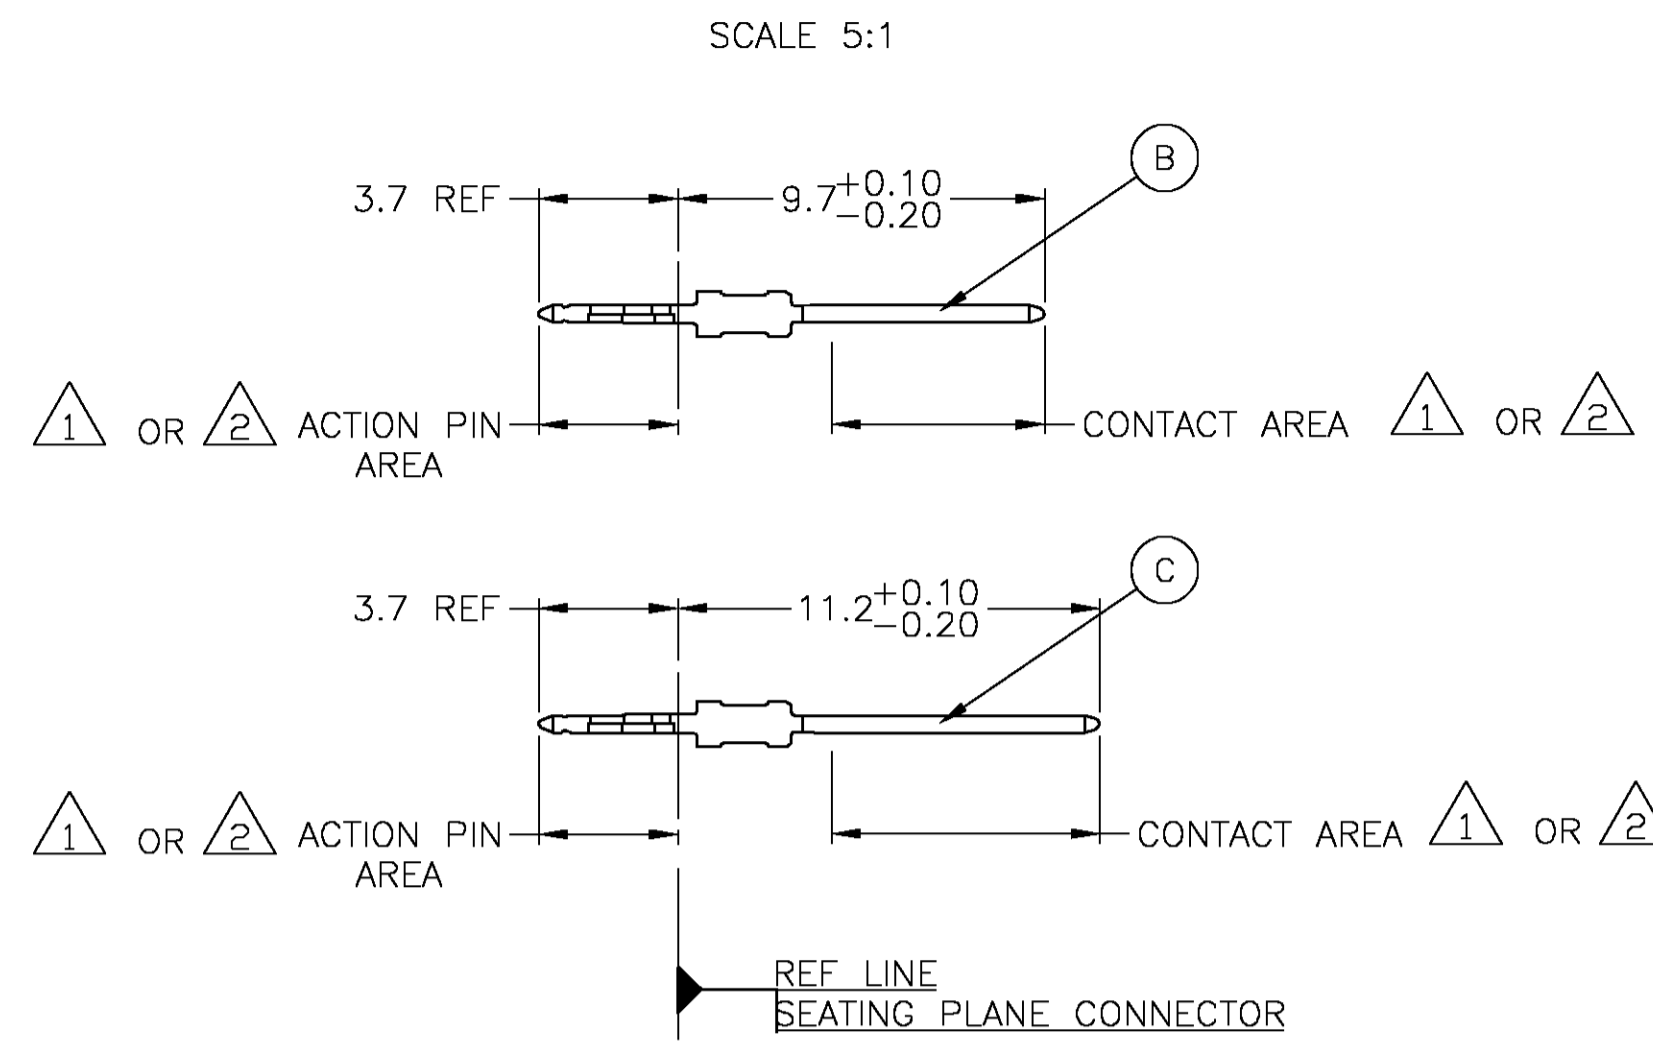 SCALE 5:1
B
3.7 REF 9.7 +0.10 -0.20
1 OR 2 ACTION PIN AREA CONTACT AREA 1 OR 2
C
3.7 REF 11.2 +0.10 -0.20
1 OR 2 ACTION PIN AREA CONTACT AREA 1 OR 2
REF LINE
SEATING PLANE CONNECTOR